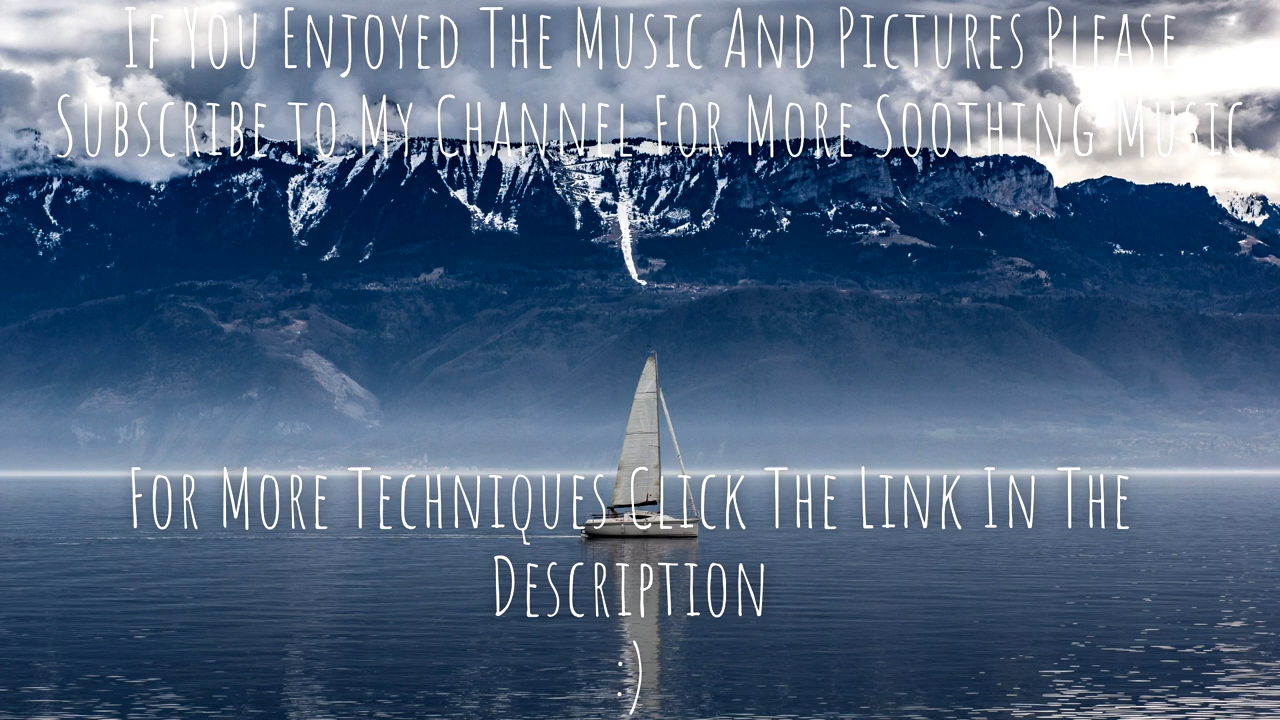 If You Enjoyed The Music And Pictures Please
Subscribe to My Channel For More Soothing Music
For More Techniques Click The Link In The
Description
:)